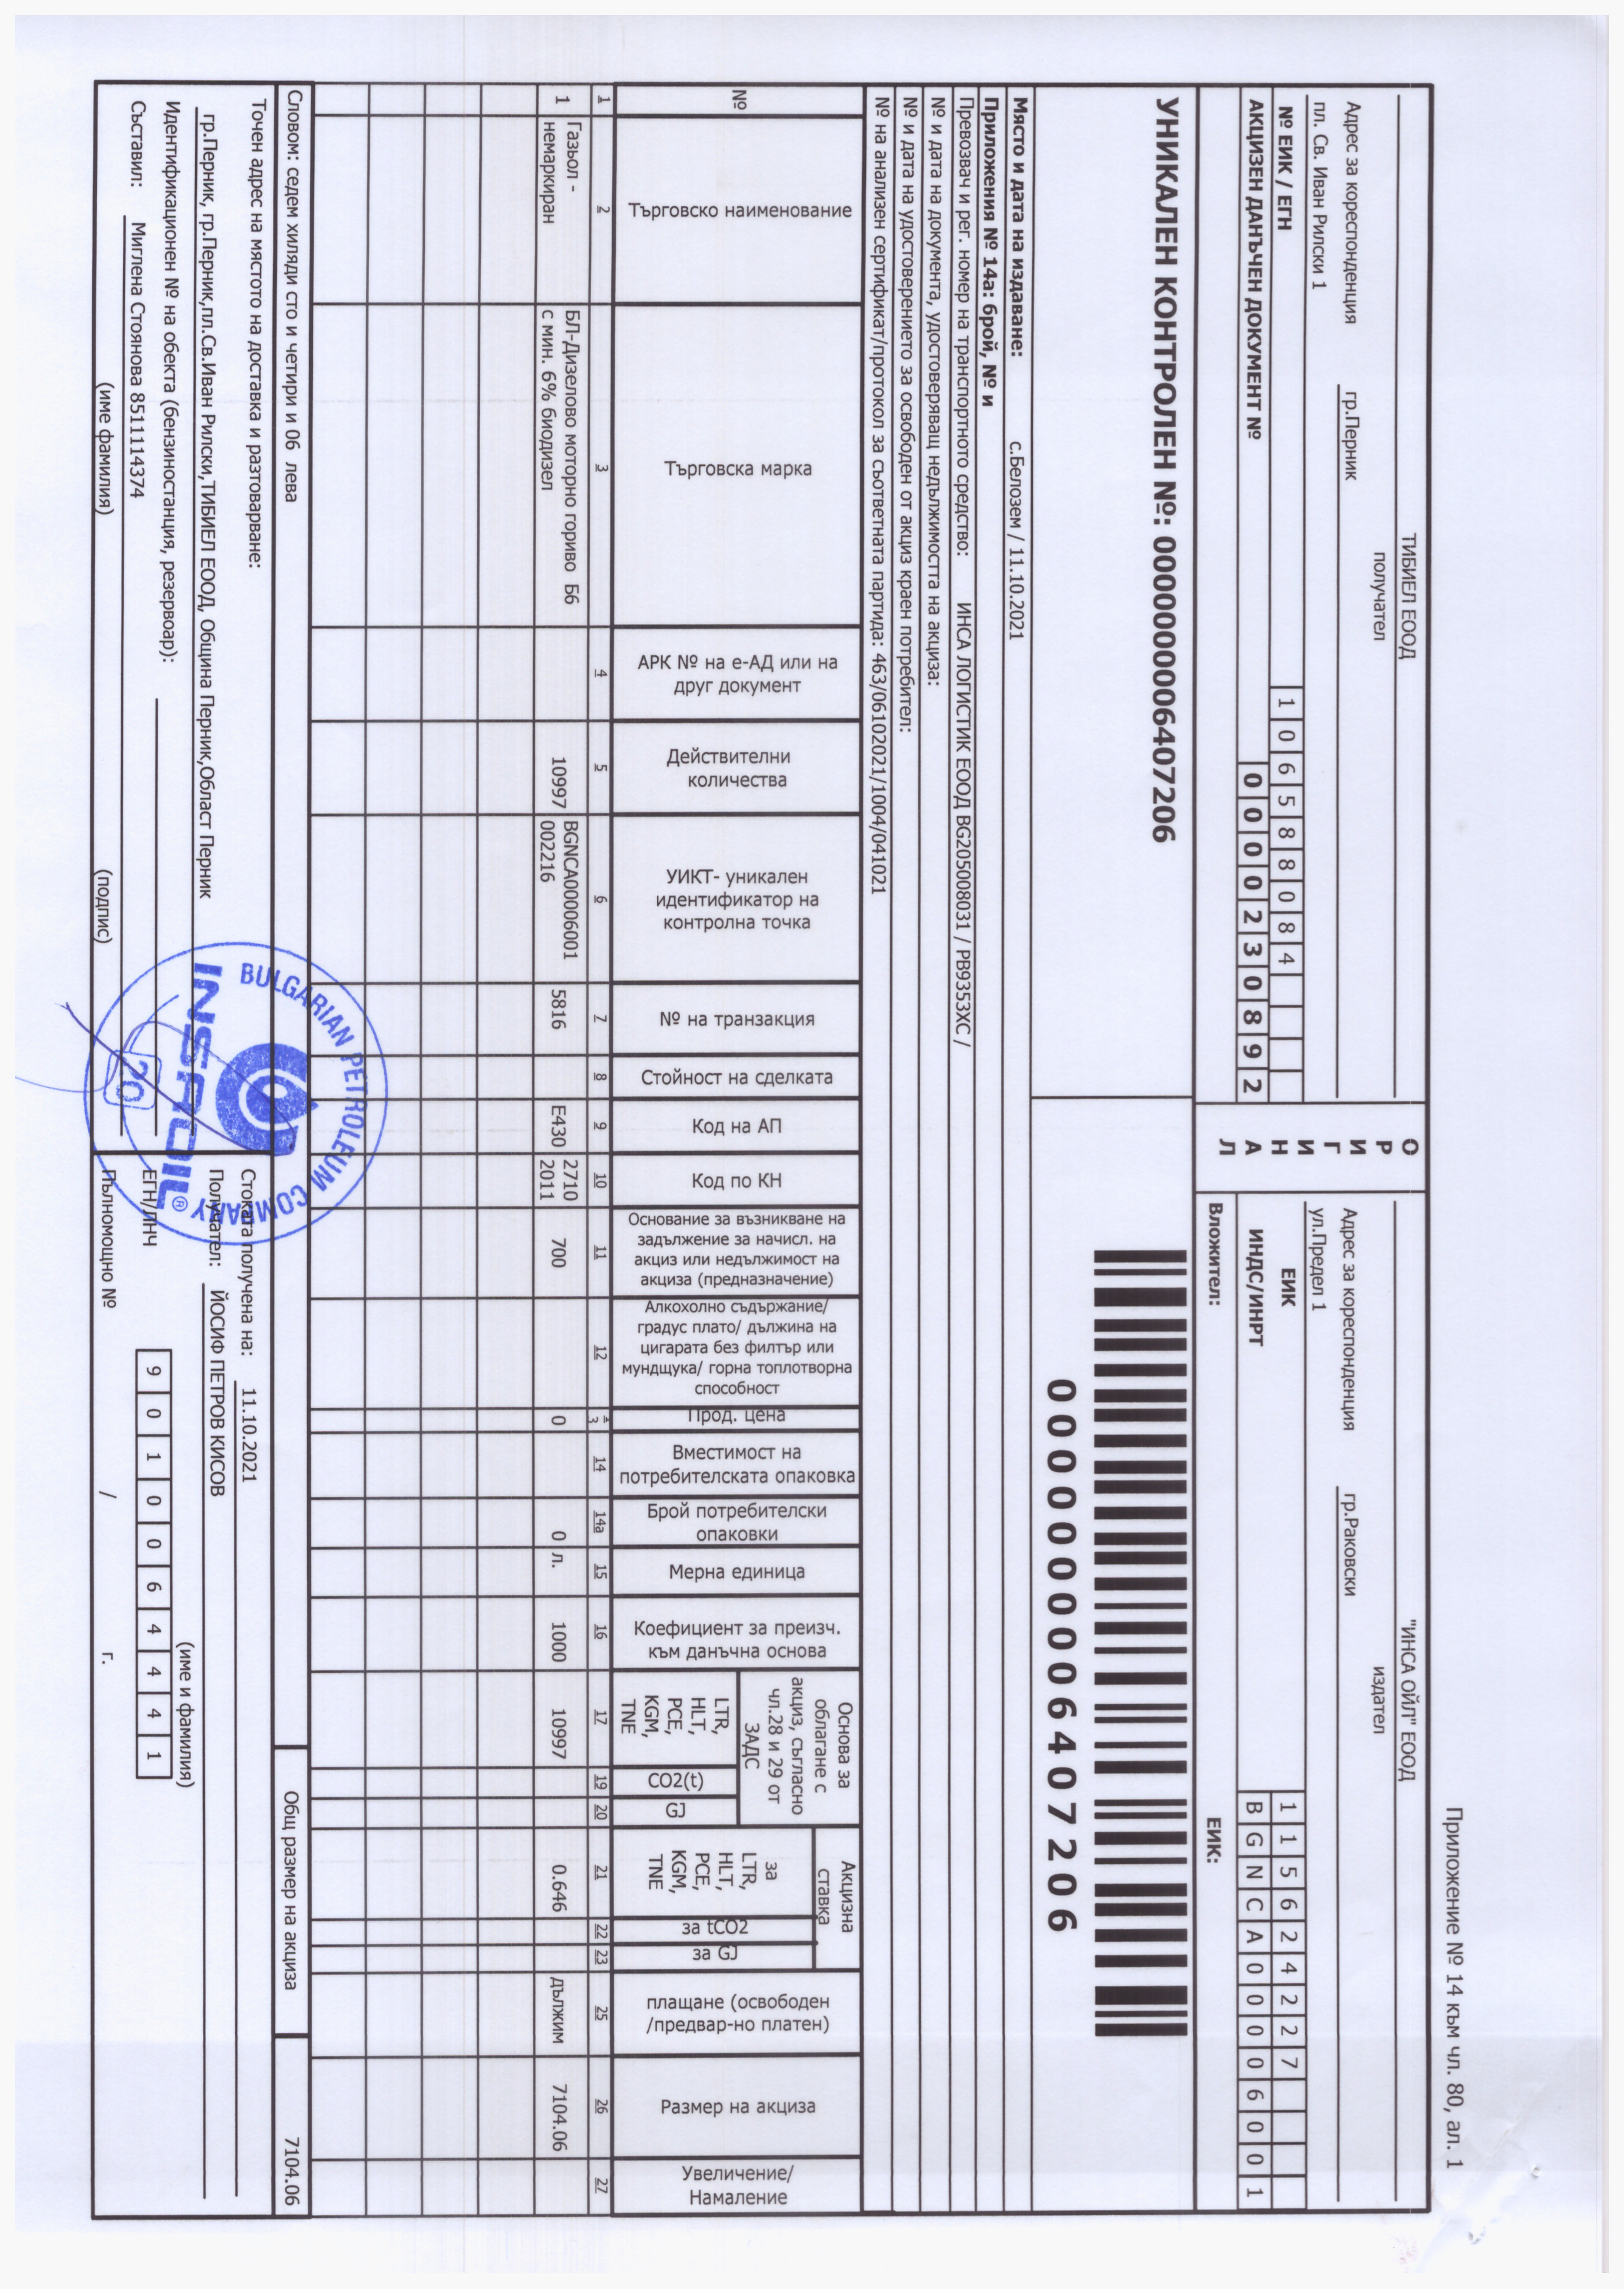 Приложение № 14 към чл. 80, ал. 1
ТИБИЕЛ ЕООД
получател
Адрес за кореспонденция гр.Перник
пл. Св. Иван Рилски 1
№ ЕИК / ЕГН 1 0 6 5 8 8 0 8 4
АКЦИЗЕН ДАНЪЧЕН ДОКУМЕНТ № 0 0 0 0 2 3 0 8 9 2
О Р И Г И Н А Л
"ИНСА ОЙЛ" ЕООД
издател
Адрес за кореспонденция гр.Раковски
ул.Предел 1
ЕИК 1 1 5 6 2 4 2 2 7
ИНДС/ИНРТ B G N C A 0 0 0 0 6 0 0 1
Вложител: ЕИК:
УНИКАЛЕН КОНТРОЛЕН №: 0000000006407206
0000000006407206
Място и дата на издаване: с.Белозем / 11.10.2021
Приложения № 14а: брой, № и
Превозвач и рег. номер на транспортното средство: ИНСА ЛОГИСТИК ЕООД BG205008031 / PB9353XC /
№ и дата на документа, удостоверяващ недължимостта на акциза:
№ и дата на удостоверението за освободен от акциз краен потребител:
№ на анализен сертификат/протокол за съответната партида: 463/06102021/1004/041021
№
Търговско наименование
Търговска марка
АРК № на е-АД или на
друг документ
Действителни
количества
УИКТ- уникален
идентификатор на
контролна точка
№ на транзакция
Стойност на сделката
Код на АП
Код по КН
Основание за възникване на
задължение за начисл. на
акциз или недължимост на
акциза (предназначение)
Алкохолно съдържание/
градус плато/ дължина на
цигарата без филтър или
мундщука/ горна топлотворна
способност
Прод. цена
Вместимост на
потребителската опаковка
Брой потребителски
опаковки
Мерна единица
Коефициент за преизч.
към данъчна основа
Основа за
облагане с
акциз, съгласно
чл.28 и 29 от
ЗАДС
LTR,
HLT,
PCE,
KGM,
TNE
CO2(t)
GJ
Акцизна
ставка
за
LTR,
HLT,
PCE,
KGM,
TNE
за tCO2
за GJ
плащане (освободен
/предвар-но платен)
Размер на акциза
Увеличение/
Намаление
1 2 3 4 5 6 7 8 9 10 11 12 13 14 14a 15 16 17 19 20 21 22 23 25 26 27
1 Газьол - БЛ-Дизелово моторно гориво Б6 10997 BGNCA00006001 5816 E430 2710 700 0 0 л. 1000 10997 0.646 дължим 7104.06
немаркиран с мин. 6% биодизел 002216 2011
Словом: седем хиляди сто и четири и 06 лева Общ размер на акциза 7104.06
Точен адрес на мястото на доставка и разтоварване:
гр.Перник, гр.Перник,пл.Св.Иван Рилски,ТИБИЕЛ ЕООД, Община Перник,Област Перник
Идентификационен № на обекта (бензиностанция, резервоар):
Съставил: Миглена Стоянова 8511114374
(име фамилия) (подпис)
BULGARIAN PETROLEUM COMPANY
INSAOIL®
20
Стоката получена на: 11.10.2021
Получател: ЙОСИФ ПЕТРОВ КИСОВ
(име и фамилия)
ЕГН/ЛНЧ 9 0 1 0 0 6 4 4 4 1
Пълномощно № / г.